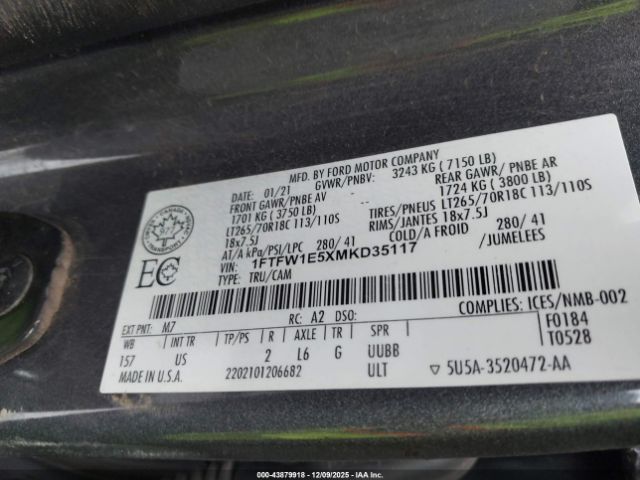 MFD. BY FORD MOTOR COMPANY
DATE: 01/21 GVWR/PNBV: 3243 KG ( 7150 LB)
FRONT GAWR/PNBE AV REAR GAWR/ PNBE AR
1701 KG ( 3750 LB) 1724 KG ( 3800 LB)
LT265/70R18C 113/110S TIRES/PNEUS LT265/70R18C 113/110S
18x7.5J RIMS/JANTES 18x7.5J
AT/A kPa/PSI/LPC 280/ 41 COLD/A FROID 280/ 41
VIN: 1FTFW1E5XMKD35117 /JUMELEES
TYPE: TRU/CAM
EC
COMPLIES: ICES/NMB-002
EXT PNT: M7 RC: A2 DSO: F0184
WB INT TR TP/PS R AXLE TR SPR T0528
157 US 2 L6 G UUBB
MADE IN U.S.A. 2202101206682 ULT ▽ 5U5A-3520472-AA
000-43879918 - 12/09/2025 - IAA Inc.